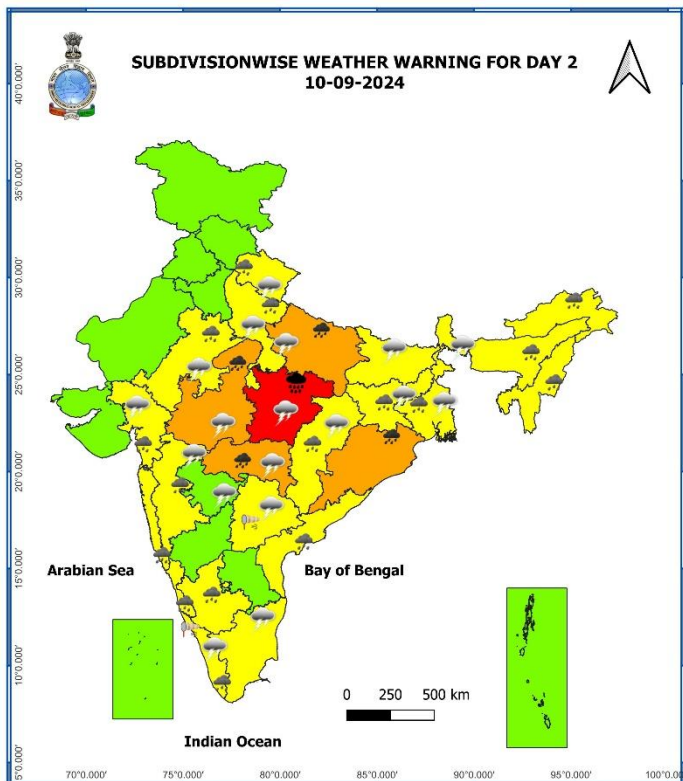 SUBDIVISIONWISE WEATHER WARNING FOR DAY 2
10-09-2024
40°0.000'
35°0.000'
30°0.000'
25°0.000'
20°0.000'
Arabian Sea
Bay of Bengal
15°0.000'
10°0.000'
0 250 500 km
Indian Ocean
5°0.000'
70°0.000' 75°0.000' 80°0.000' 85°0.000' 90°0.000' 95°0.000' 100°0.000'